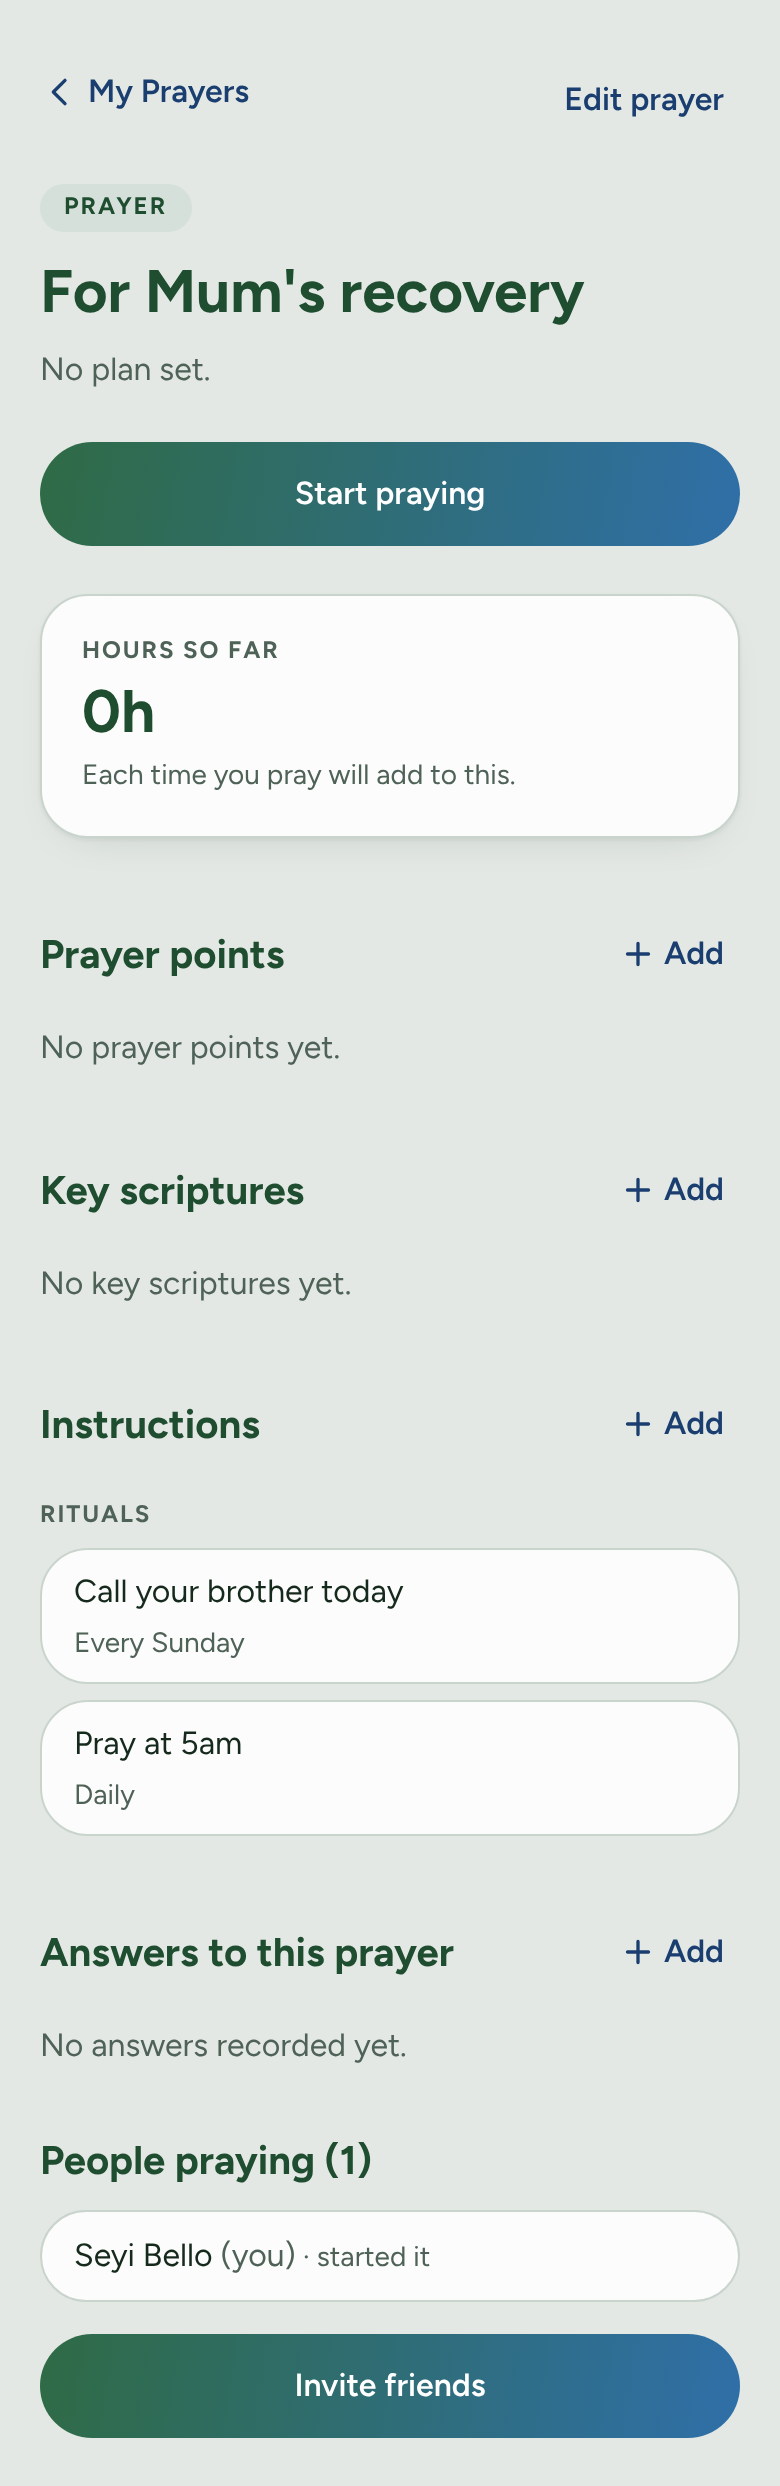 My Prayers
Edit prayer
PRAYER
For Mum's recovery
No plan set.
Start praying
HOURS SO FAR
0h
Each time you pray will add to this.
Prayer points
+ Add
No prayer points yet.
Key scriptures
+ Add
No key scriptures yet.
Instructions
+ Add
RITUALS
Call your brother today
Every Sunday
Pray at 5am
Daily
Answers to this prayer
+ Add
No answers recorded yet.
People praying (1)
Seyi Bello (you) · started it
Invite friends